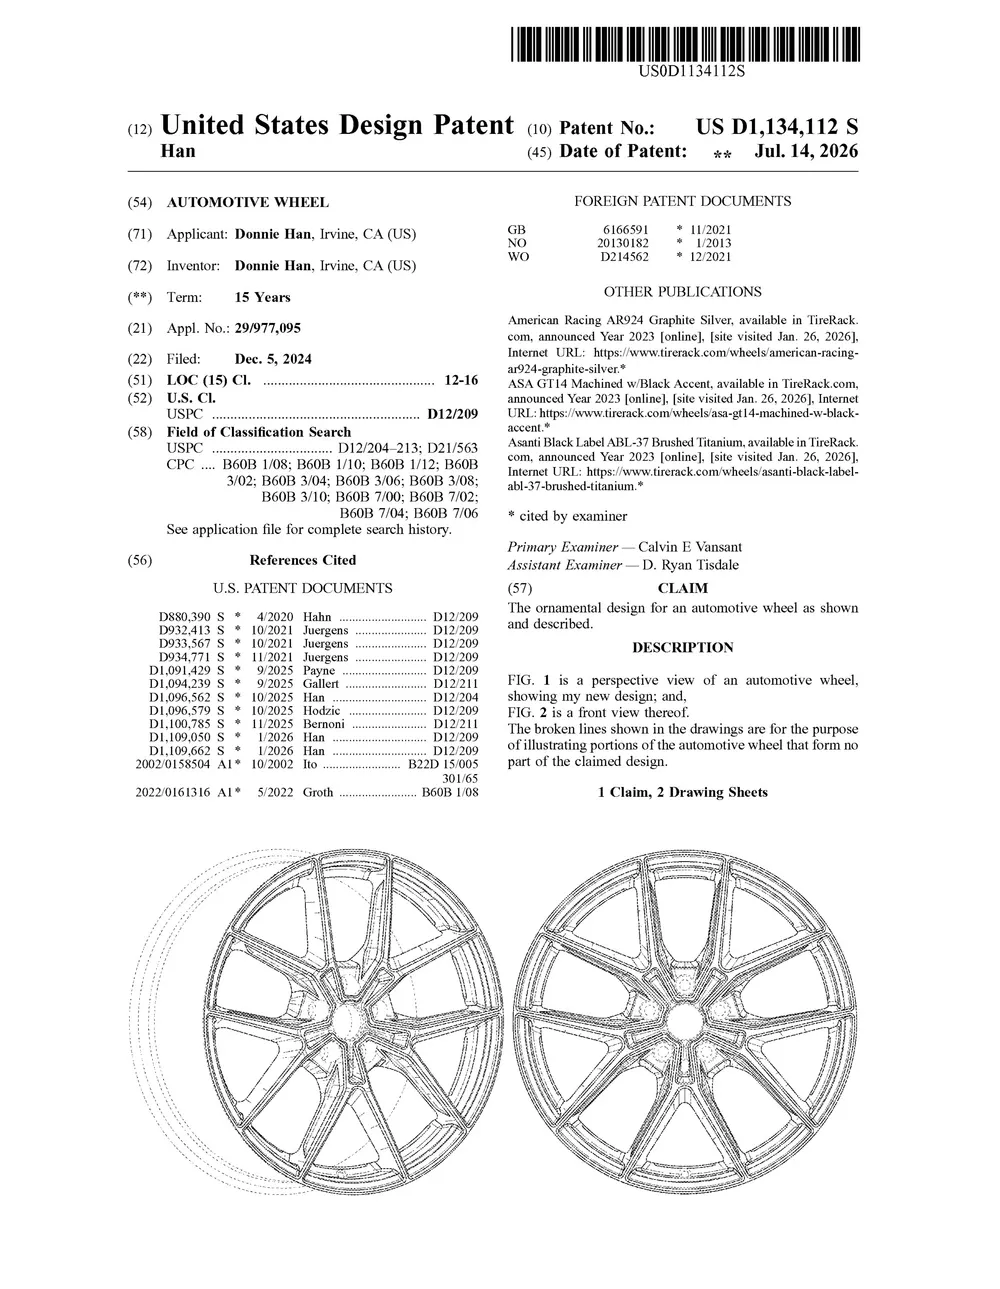 US0D1134112S
(12) United States Design Patent
Han
(10) Patent No.: US D1,134,112 S
(45) Date of Patent: ** Jul. 14, 2026
(54) AUTOMOTIVE WHEEL
(71) Applicant: Donnie Han, Irvine, CA (US)
(72) Inventor: Donnie Han, Irvine, CA (US)
(**) Term: 15 Years
(21) Appl. No.: 29/977,095
(22) Filed: Dec. 5, 2024
(51) LOC (15) Cl. .............................................. 12-16
(52) U.S. Cl.
USPC ........................................................ D12/209
(58) Field of Classification Search
USPC ................................ D12/204–213; D21/563
CPC .... B60B 1/08; B60B 1/10; B60B 1/12; B60B
3/02; B60B 3/04; B60B 3/06; B60B 3/08;
B60B 3/10; B60B 7/00; B60B 7/02;
B60B 7/04; B60B 7/06
See application file for complete search history.
(56) References Cited
U.S. PATENT DOCUMENTS
D880,390 S * 4/2020 Hahn ........................... D12/209
D932,413 S * 10/2021 Juergens ...................... D12/209
D933,567 S * 10/2021 Juergens ...................... D12/209
D934,771 S * 11/2021 Juergens ...................... D12/209
D1,091,429 S * 9/2025 Payne .......................... D12/209
D1,094,239 S * 9/2025 Gallert ......................... D12/211
D1,096,562 S * 10/2025 Han ............................. D12/204
D1,096,579 S * 10/2025 Hodzic ......................... D12/209
D1,100,785 S * 11/2025 Bernoni ....................... D12/211
D1,109,050 S * 1/2026 Han ............................. D12/209
D1,109,662 S * 1/2026 Han ............................. D12/209
2002/0158504 A1* 10/2002 Ito ........................ B22D 15/005
301/65
2022/0161316 A1* 5/2022 Groth ........................ B60B 1/08
FOREIGN PATENT DOCUMENTS
GB 6166591 * 11/2021
NO 20130182 * 1/2013
WO D214562 * 12/2021
OTHER PUBLICATIONS
American Racing AR924 Graphite Silver, available in TireRack.
com, announced Year 2023 [online], [site visited Jan. 26, 2026],
Internet URL: https://www.tirerack.com/wheels/american-racing-
ar924-graphite-silver.*
ASA GT14 Machined w/Black Accent, available in TireRack.com,
announced Year 2023 [online], [site visited Jan. 26, 2026], Internet
URL: https://www.tirerack.com/wheels/asa-gt14-machined-w-black-
accent.*
Asanti Black Label ABL-37 Brushed Titanium, available in TireRack.
com, announced Year 2023 [online], [site visited Jan. 26, 2026],
Internet URL: https://www.tirerack.com/wheels/asanti-black-label-
abl-37-brushed-titanium.*
* cited by examiner
Primary Examiner — Calvin E Vansant
Assistant Examiner — D. Ryan Tisdale
(57) CLAIM
The ornamental design for an automotive wheel as shown
and described.
DESCRIPTION
FIG. 1 is a perspective view of an automotive wheel,
showing my new design; and,
FIG. 2 is a front view thereof.
The broken lines shown in the drawings are for the purpose
of illustrating portions of the automotive wheel that form no
part of the claimed design.
1 Claim, 2 Drawing Sheets